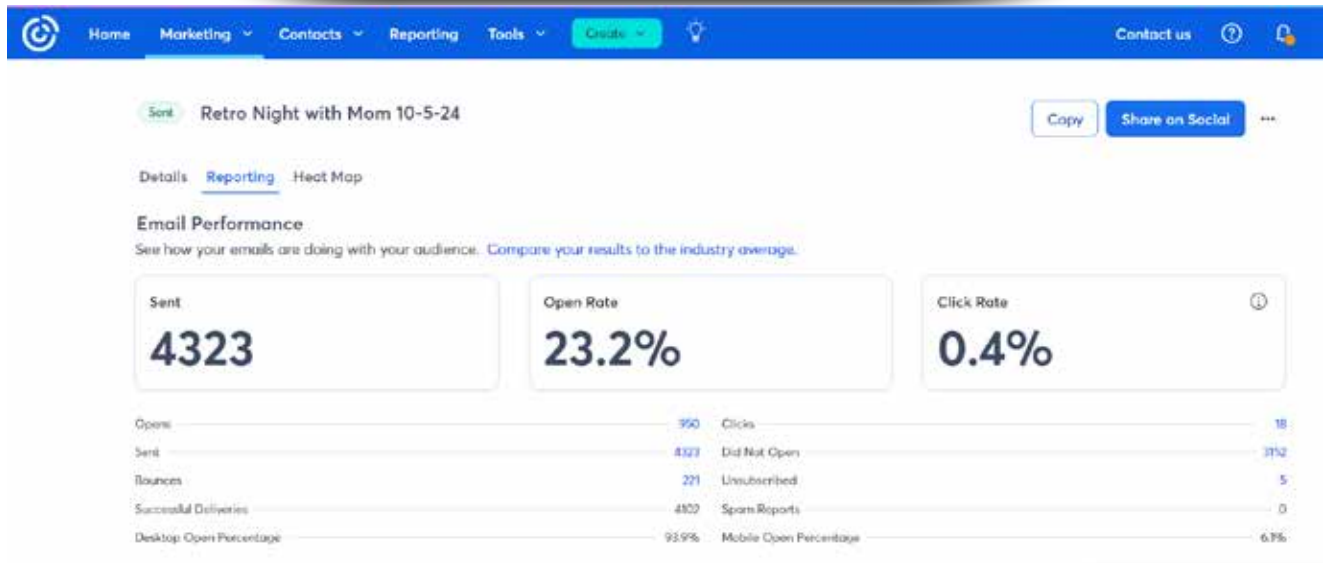 Home Marketing Contacts Reporting Tools Create Contact us
Sent Retro Night with Mom 10-5-24 Copy Share on Social ...
Details Reporting Heat Map
Email Performance
See how your emails are doing with your audience. Compare your results to the industry average.
Sent Open Rate Click Rate
4323 23.2% 0.4%
Opens 950 Clicks 18
Sent 4323 Did Not Open 3152
Bounces 221 Unsubscribed 5
Successful Deliveries 4102 Spam Reports 0
Desktop Open Percentage 93.9% Mobile Open Percentage 6.1%